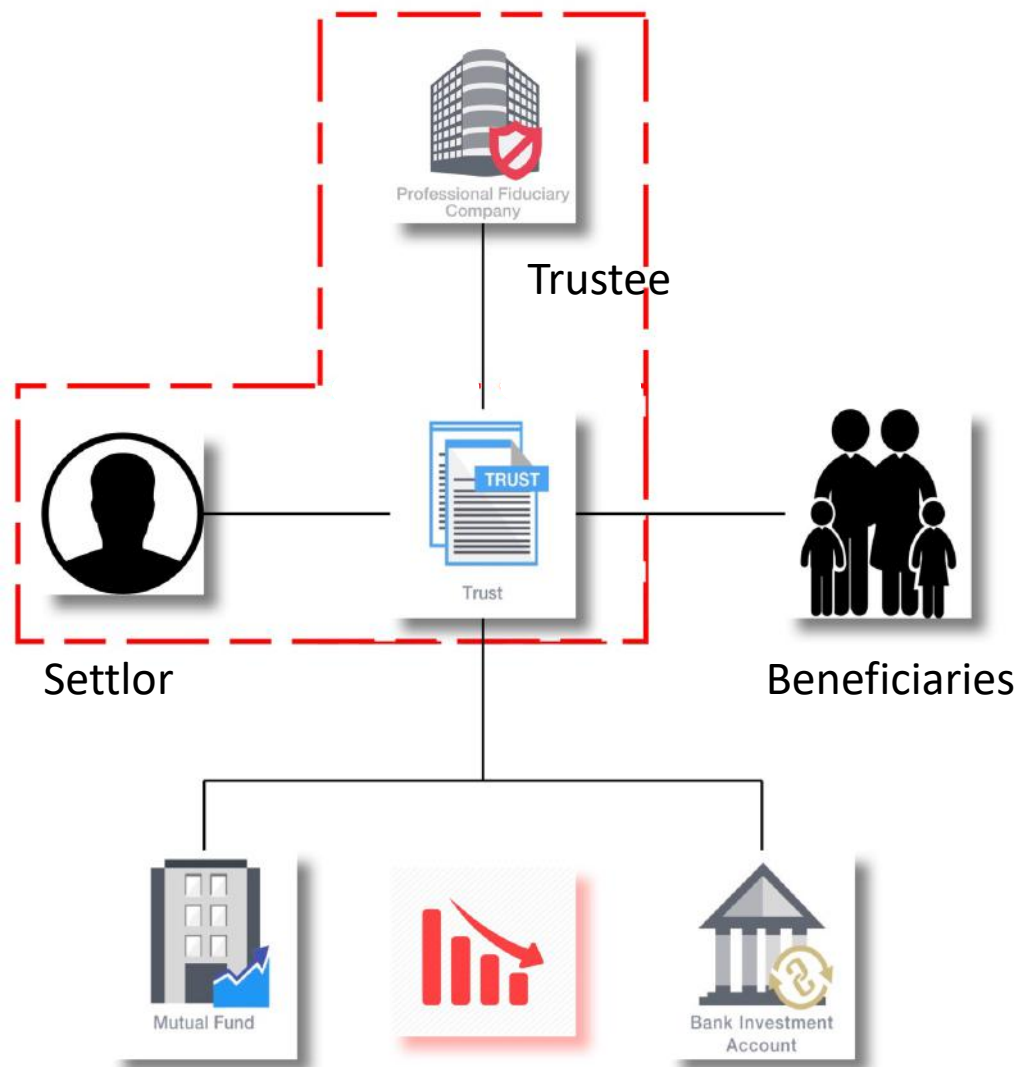 Professional Fiduciary
Company
Trustee
TRUST
Trust
Settlor
Beneficiaries
Mutual Fund
Bank Investment
Account